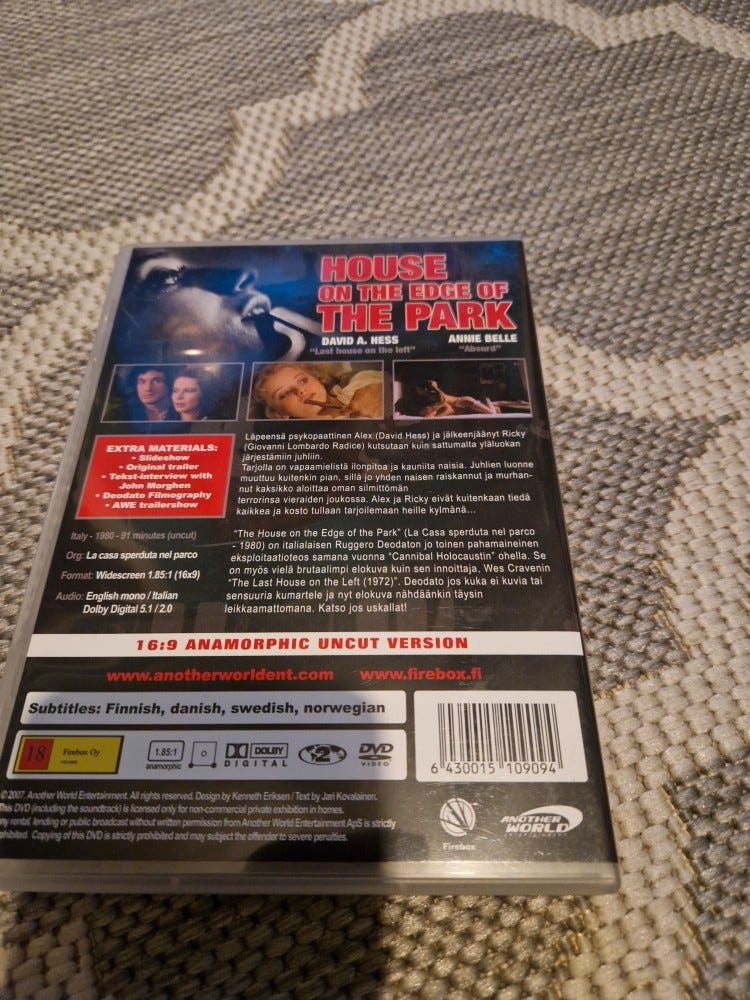 HOUSE
ON THE EDGE OF
THE PARK
DAVID A. HESS
"Last house on the left"
ANNIE BELLE
"Absurd"
EXTRA MATERIALS:
• Slideshow
• Original trailer
• Tekst-interview with
John Morghen
• Deodato Filmography
• AWE trailershow
Italy - 1980 - 91 minutes (uncut)
Org: La casa sperduta nel parco
Format: Widescreen 1.85:1 (16x9)
Audio: English mono / Italian
Dolby Digital 5.1 / 2.0
Läpeensä psykopaattinen Alex (David Hess) ja jälkeenjäänyt Ricky
(Giovanni Lombardo Radice) kutsutaan kuin sattumalta yläluokan
järjestämiin juhliin.
Tarjolla on vapaamielistä ilonpitoa ja kauniita naisia. Juhlien luonne
muuttuu kuitenkin pian, sillä jo yhden naisen raiskannut ja murhan-
nut kaksikko aloittaa oman silmittömän
terrorinsa vieraiden joukossa. Alex ja Ricky eivät kuitenkaan tiedä
kaikkea ja kosto tullaan tarjoilemaan heille kylmänä...
"The House on the Edge of the Park" (La Casa sperduta nel parco
- 1980) on italialaisen Ruggero Deodaton jo toinen pahamaineinen
eksploitaatioteos samana vuonna "Cannibal Holocaustin" ohella. Se
on myös vielä brutaalimpi elokuva kuin sen innoittaja, Wes Cravenin
"The Last House on the Left (1972)". Deodato jos kuka ei kuvia tai
sensuuria kumartele ja nyt elokuva nähdäänkin täysin
leikkaamattomana. Katso jos uskallat!
16:9 ANAMORPHIC UNCUT VERSION
www.anotherworldent.com www.firebox.fi
Subtitles: Finnish, danish, swedish, norwegian
18 Firebox Oy
1.85:1
anamorphic
DOLBY
DIGITAL
2
DVD
VIDEO
6 430015 109094
© 2007. Another World Entertainment. All rights reserved. Design by Kenneth Eriksen / Text by Jari Kovalainen.
This DVD (including the soundtrack) is licensed only for non-commercial private exhibition in homes.
ny rental, lending or public broadcast without written permission from Another World Entertainment ApS is strictly
ohibited. Copying of this DVD is strictly prohibited and may subject the offender to severe penalties.
Firebox
ANOTHER
WORLD
entertainment